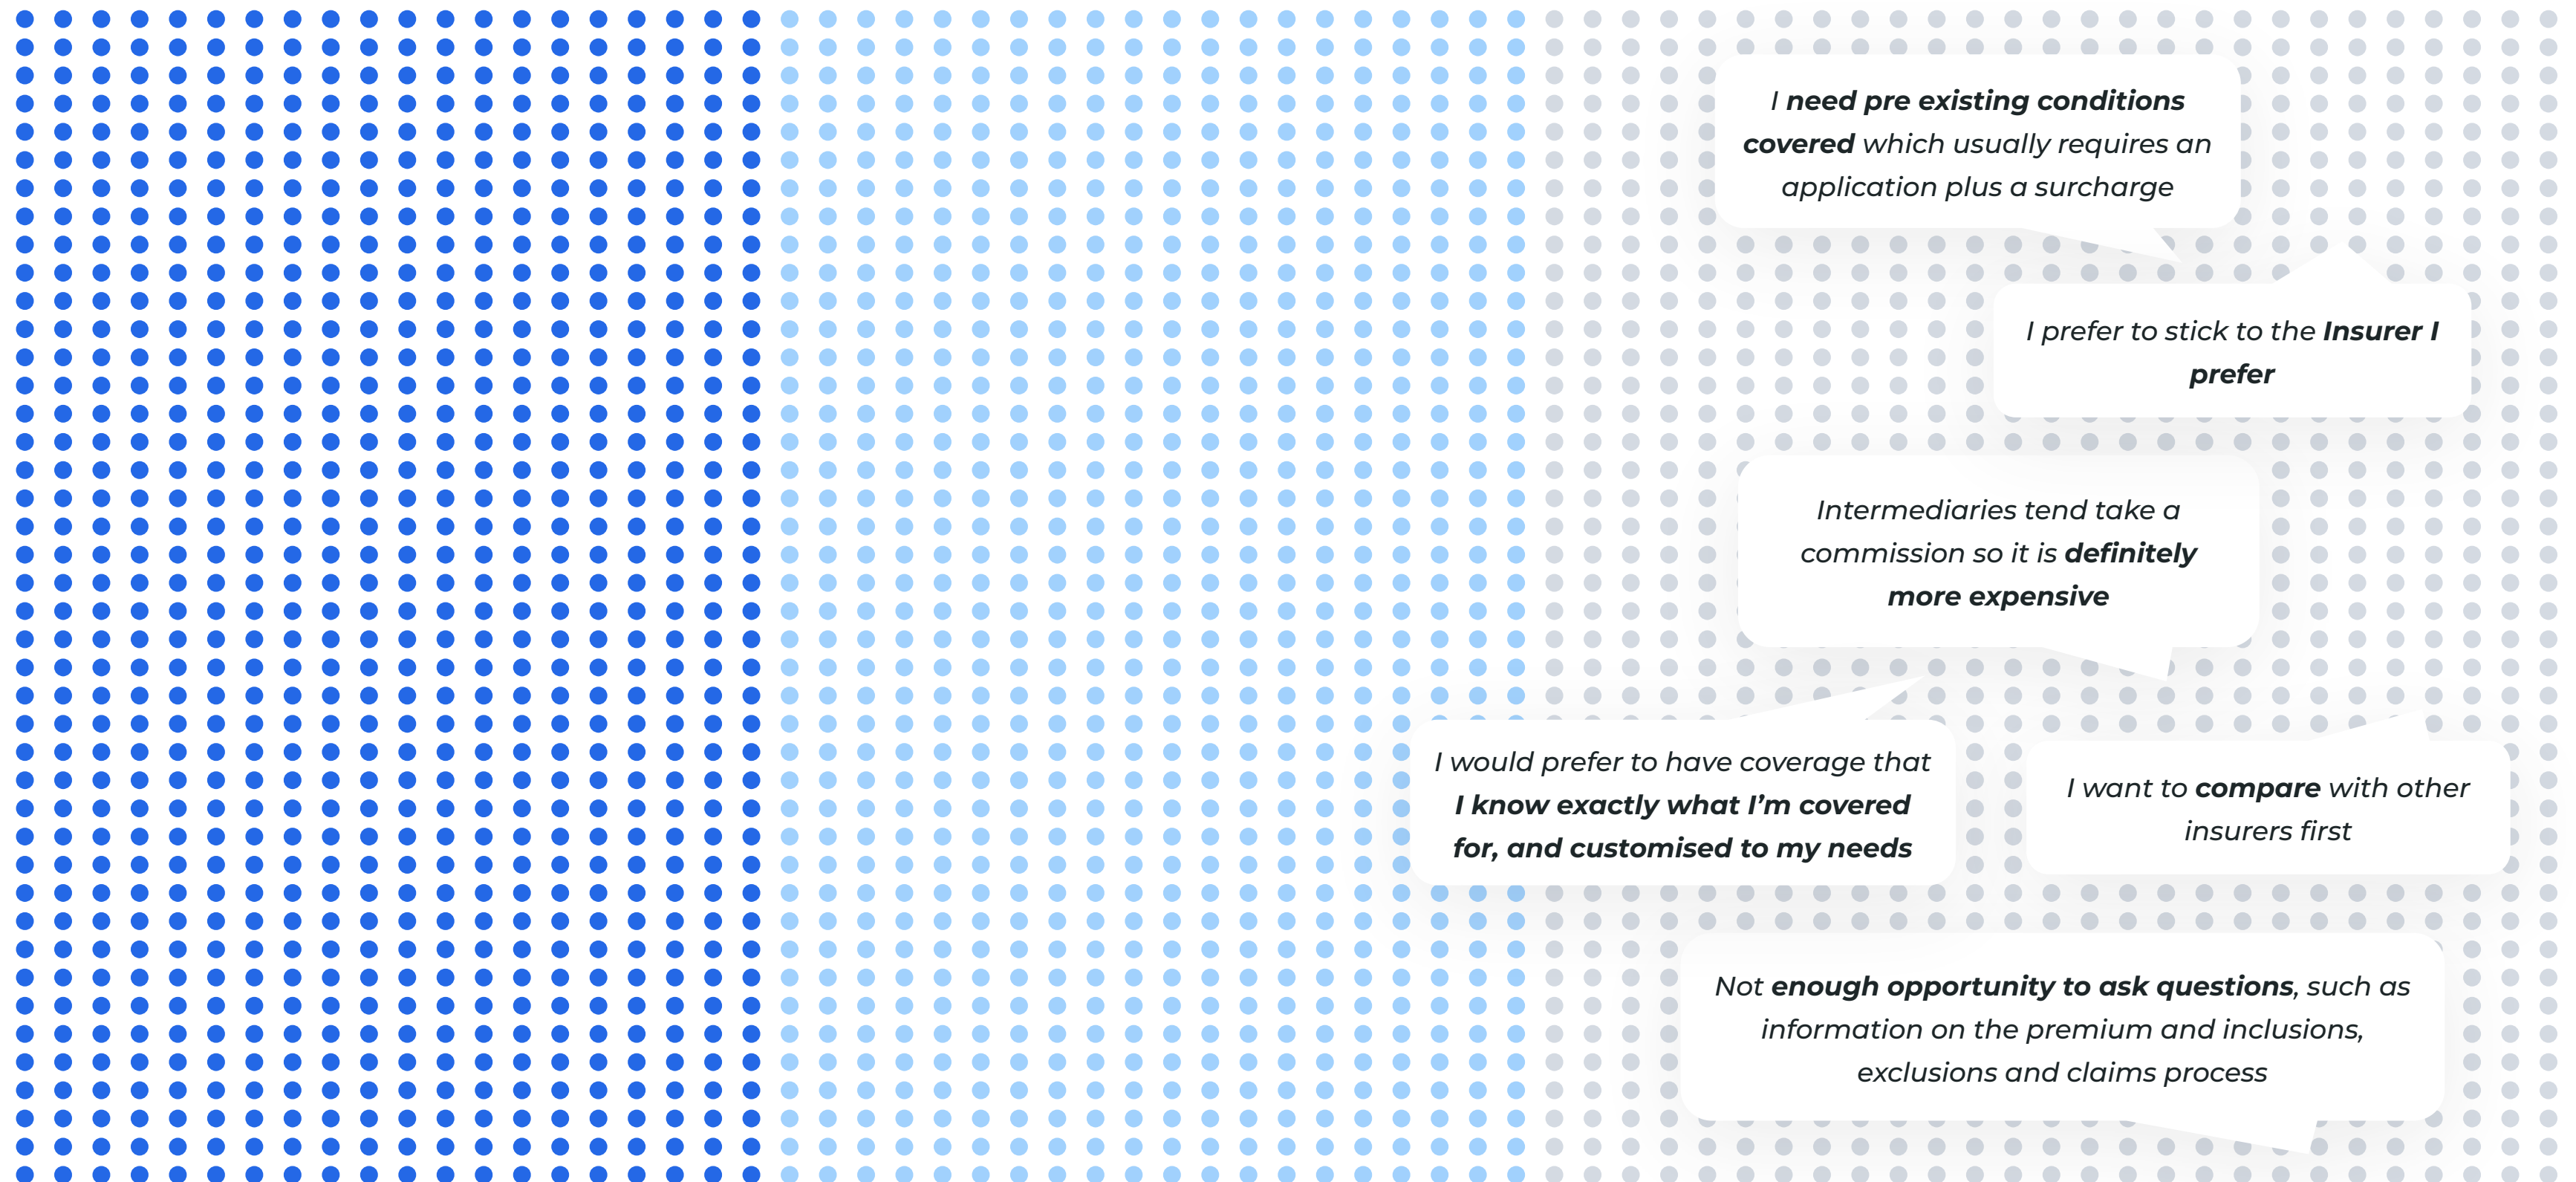 I need pre existing conditions
covered which usually requires an
application plus a surcharge
I prefer to stick to the Insurer I
prefer
Intermediaries tend take a
commission so it is definitely
more expensive
I would prefer to have coverage that
I know exactly what I’m covered
for, and customised to my needs
I want to compare with other
insurers first
Not enough opportunity to ask questions, such as
information on the premium and inclusions,
exclusions and claims process